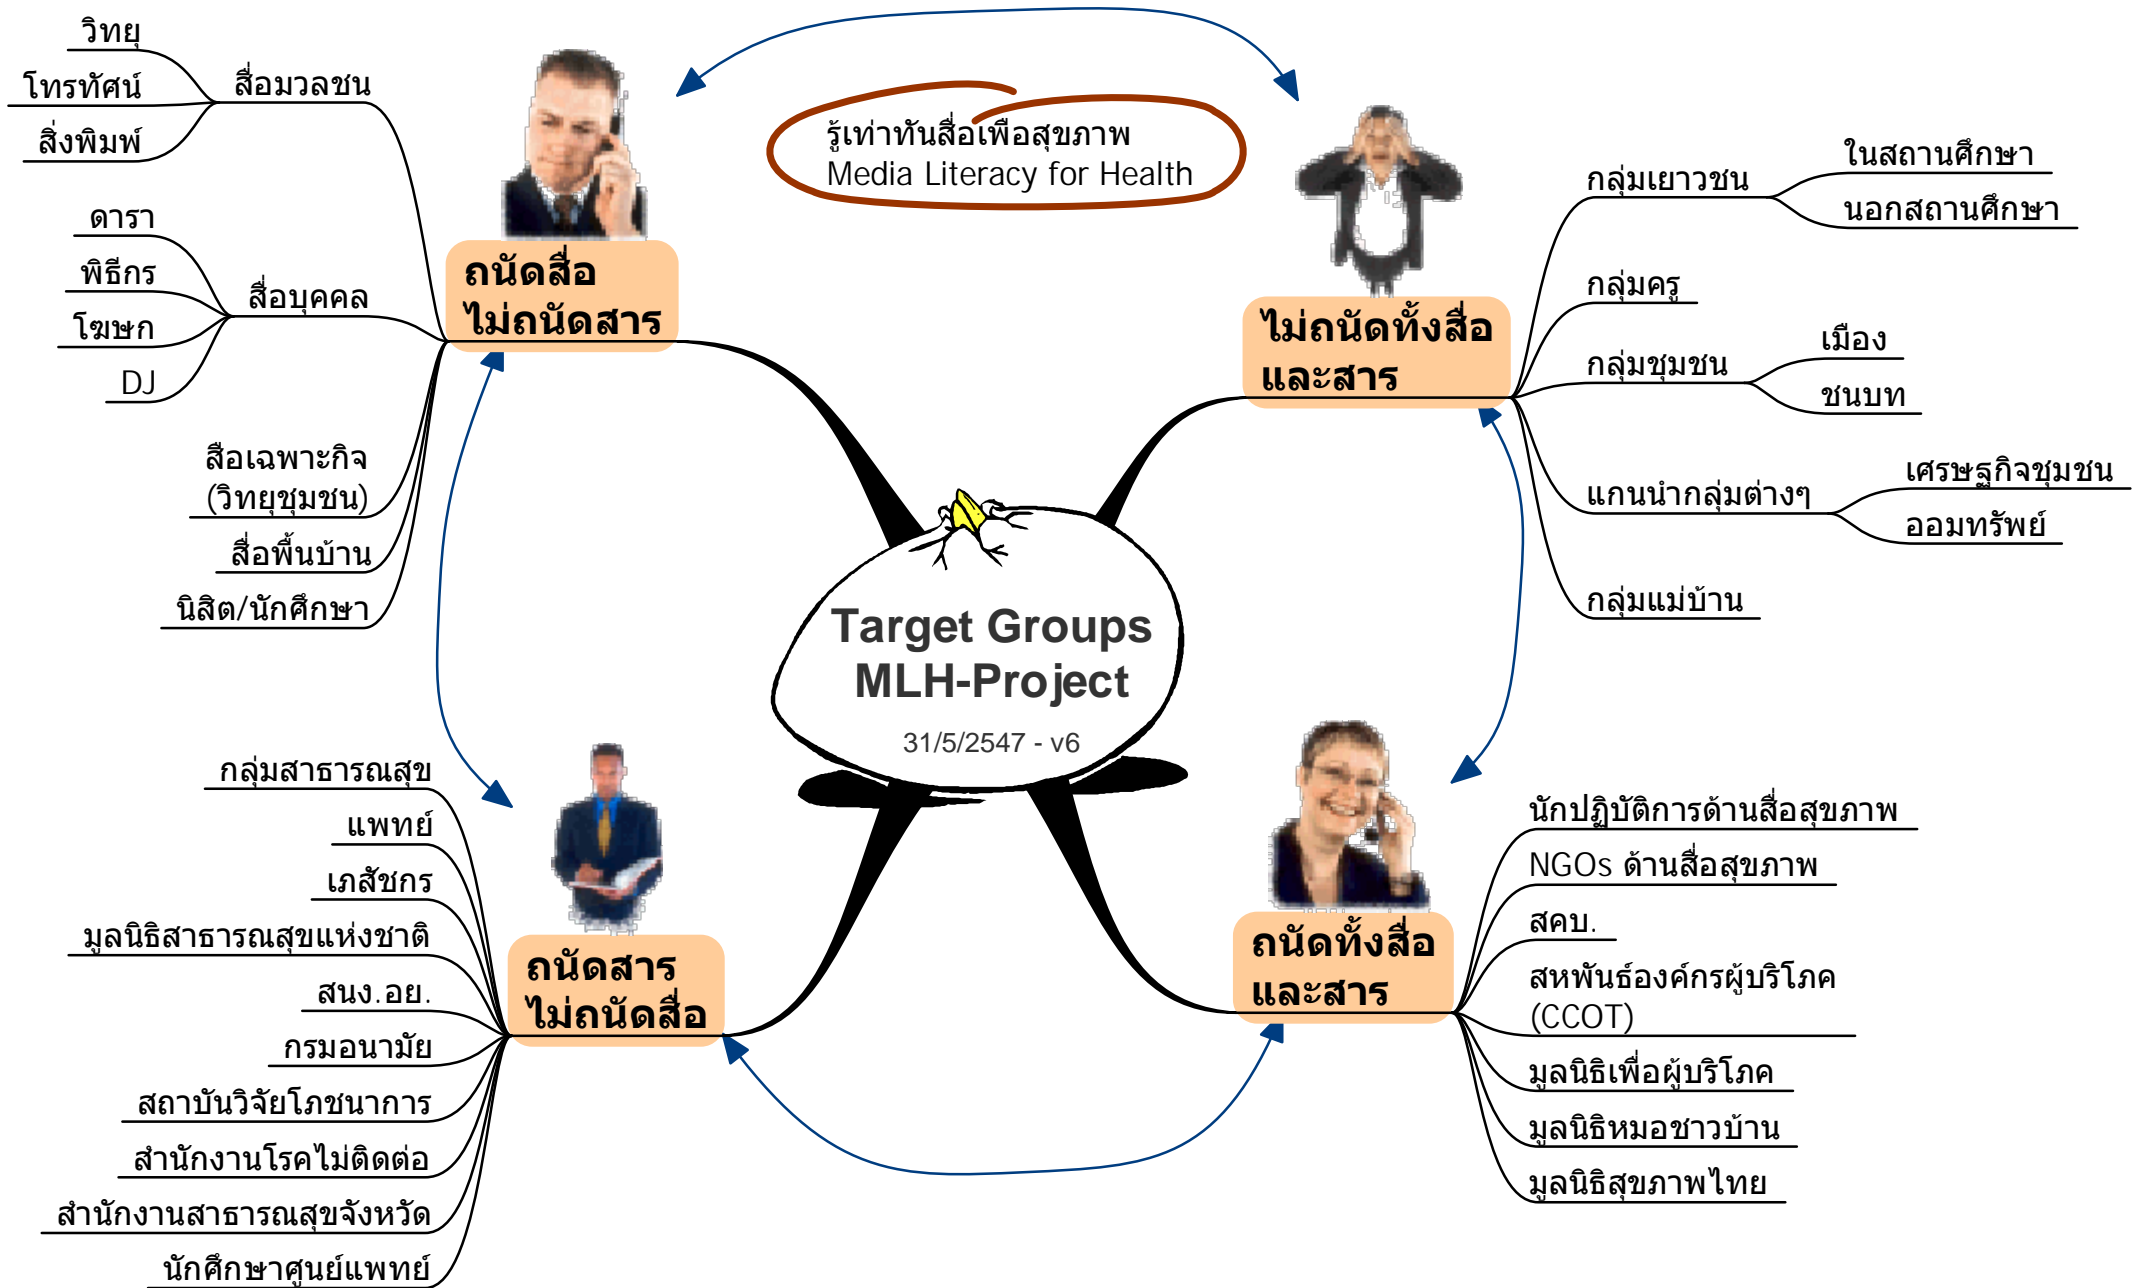 วิทยุ
โทรทัศน์
สิ่งพิมพ์
สื่อมวลชน
ดารา
พิธีกร
โฆษก
DJ
สื่อบุคคล
สือเฉพาะกิจ
(วิทยุชุมชน)
สื่อพื้นบ้าน
นิสิต/นักศึกษา
ถนัดสื่อ
ไม่ถนัดสาร
รู้เท่าทันสื่อเพือสุขภาพ
Media Literacy for Health
ไม่ถนัดทั้งสื่อ
และสาร
กลุ่มเยาวชน
ในสถานศึกษา
นอกสถานศึกษา
กลุ่มครู
กลุ่มชุมชน
เมือง
ชนบท
แกนนำกลุ่มต่างๆ
เศรษฐกิจชุมชน
ออมทรัพย์
กลุ่มแม่บ้าน
Target Groups
MLH-Project
31/5/2547 - v6
กลุ่มสาธารณสุข
แพทย์
เภสัชกร
มูลนิธิสาธารณสุขแห่งชาติ
สนง.อย.
กรมอนามัย
สถาบันวิจัยโภชนาการ
สำนักงานโรคไม่ติดต่อ
สำนักงานสาธารณสุขจังหวัด
นักศึกษาศูนย์แพทย์
ถนัดสาร
ไม่ถนัดสื่อ
ถนัดทั้งสื่อ
และสาร
นักปฏิบัติการด้านสื่อสุขภาพ
NGOs ด้านสื่อสุขภาพ
สคบ.
สหพันธ์องค์กรผู้บริโภค
(CCOT)
มูลนิธิเพื่อผู้บริโภค
มูลนิธิหมอชาวบ้าน
มูลนิธิสุขภาพไทย